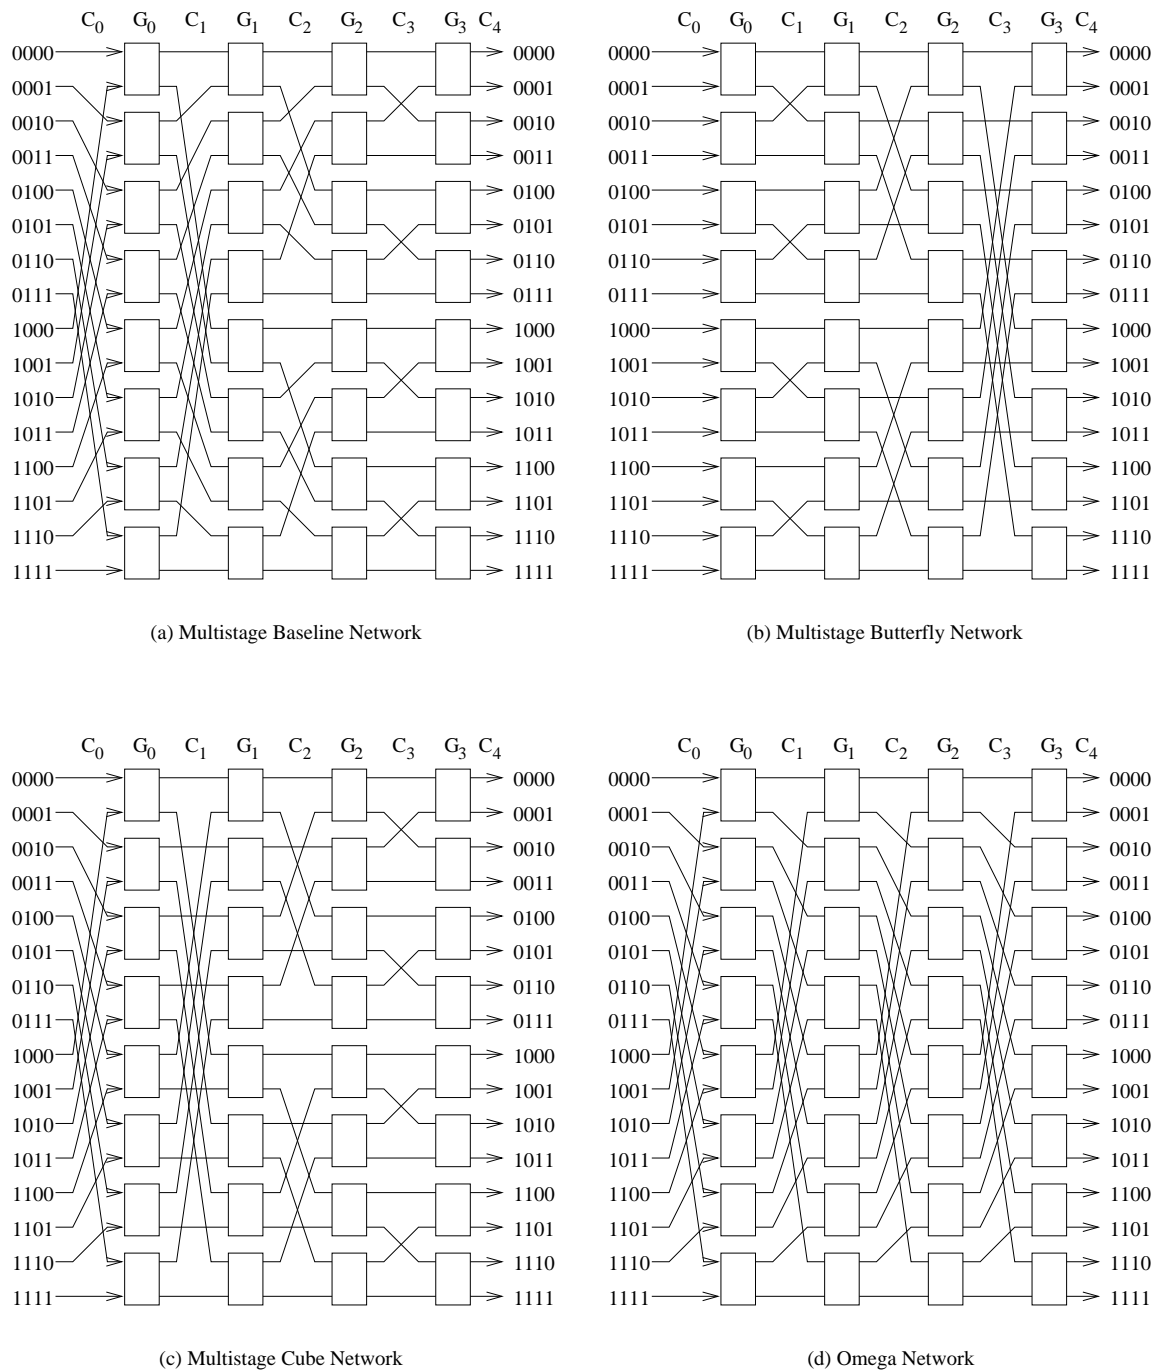 C0 G0 C1 G1 C2 G2 C3 G3 C4 C0 G0 C1 G1 C2 G2 C3 G3 C4
0000 0000 0000 0000
0001 0001 0001 0001
0010 0010 0010 0010
0011 0011 0011 0011
0100 0100 0100 0100
0101 0101 0101 0101
0110 0110 0110 0110
0111 0111 0111 0111
1000 1000 1000 1000
1001 1001 1001 1001
1010 1010 1010 1010
1011 1011 1011 1011
1100 1100 1100 1100
1101 1101 1101 1101
1110 1110 1110 1110
1111 1111 1111 1111
(a) Multistage Baseline Network (b) Multistage Butterfly Network
C0 G0 C1 G1 C2 G2 C3 G3 C4 C0 G0 C1 G1 C2 G2 C3 G3 C4
0000 0000 0000 0000
0001 0001 0001 0001
0010 0010 0010 0010
0011 0011 0011 0011
0100 0100 0100 0100
0101 0101 0101 0101
0110 0110 0110 0110
0111 0111 0111 0111
1000 1000 1000 1000
1001 1001 1001 1001
1010 1010 1010 1010
1011 1011 1011 1011
1100 1100 1100 1100
1101 1101 1101 1101
1110 1110 1110 1110
1111 1111 1111 1111
(c) Multistage Cube Network (d) Omega Network